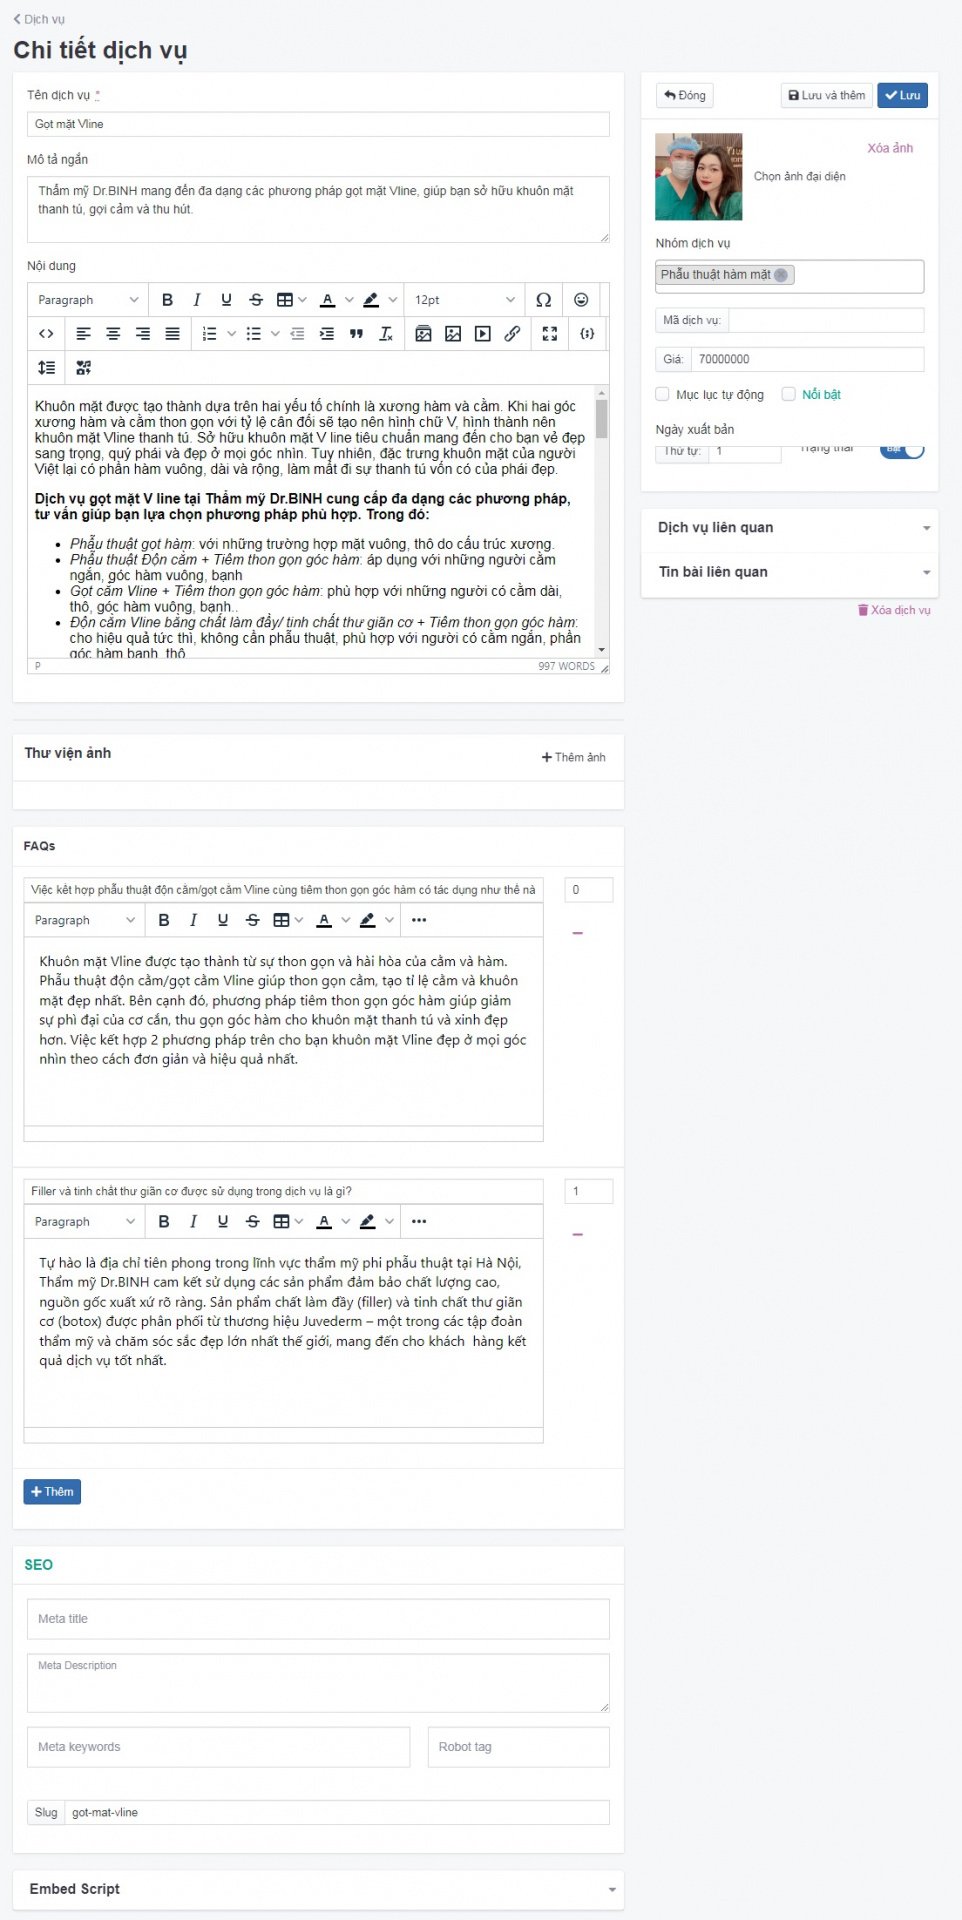 Dịch vụ
Chi tiết dịch vụ
Tên dịch vụ *
Gọt mặt Vline
Mô tả ngắn
Thẩm mỹ Dr.BINH mang đến đa dạng các phương pháp gọt mặt Vline, giúp bạn sở hữu khuôn mặt
thanh tú, gợi cảm và thu hút.
Nội dung
Paragraph
B I U S A 12pt Ω
Khuôn mặt được tạo thành dựa trên hai yếu tố chính là xương hàm và cằm. Khi hai góc
xương hàm và cằm thon gọn với tỷ lệ cân đối sẽ tạo nên hình chữ V, hình thành nên
khuôn mặt Vline thanh tú. Sở hữu khuôn mặt V line tiêu chuẩn mang đến cho bạn vẻ đẹp
sang trọng, quý phái và đẹp ở mọi góc nhìn. Tuy nhiên, đặc trưng khuôn mặt của người
Việt lại có phần hàm vuông, dài và rộng, làm mất đi sự thanh tú vốn có của phái đẹp.
Dịch vụ gọt mặt V line tại Thẩm mỹ Dr.BINH cung cấp đa dạng các phương pháp,
tư vấn giúp bạn lựa chọn phương pháp phù hợp. Trong đó:
• Phẫu thuật gọt hàm: với những trường hợp mặt vuông, thô do cấu trúc xương.
• Phẫu thuật Độn cằm + Tiêm thon gọn góc hàm: áp dụng với những người cằm
ngắn, góc hàm vuông, bạnh
• Gọt cằm Vline + Tiêm thon gọn góc hàm: phù hợp với những người có cằm dài,
thô, góc hàm vuông, bạnh..
• Độn cằm Vline bằng chất làm đầy/ tinh chất thư giãn cơ + Tiêm thon gọn góc hàm:
cho hiệu quả tức thì, không cần phẫu thuật, phù hợp với người có cằm ngắn, phần
góc hàm bạnh, thô
P
997 WORDS
Thư viện ảnh
Thêm ảnh
FAQs
Việc kết hợp phẫu thuật độn cằm/gọt cằm Vline cùng tiêm thon gọn góc hàm có tác dụng như thế nà
0
Paragraph
B I U S A
Khuôn mặt Vline được tạo thành từ sự thon gọn và hài hòa của cằm và hàm.
Phẫu thuật độn cằm/gọt cằm Vline giúp thon gọn cằm, tạo tỉ lệ cằm và khuôn
mặt đẹp nhất. Bên cạnh đó, phương pháp tiêm thon gọn góc hàm giúp giảm
sự phì đại của cơ cắn, thu gọn góc hàm cho khuôn mặt thanh tú và xinh đẹp
hơn. Việc kết hợp 2 phương pháp trên cho bạn khuôn mặt Vline đẹp ở mọi góc
nhìn theo cách đơn giản và hiệu quả nhất.
Filler và tinh chất thư giãn cơ được sử dụng trong dịch vụ là gì?
1
Paragraph
B I U S A
Tự hào là địa chỉ tiên phong trong lĩnh vực thẩm mỹ phi phẫu thuật tại Hà Nội,
Thẩm mỹ Dr.BINH cam kết sử dụng các sản phẩm đảm bảo chất lượng cao,
nguồn gốc xuất xứ rõ ràng. Sản phẩm chất làm đầy (filler) và tinh chất thư giãn
cơ (botox) được phân phối từ thương hiệu Juvederm – một trong các tập đoàn
thẩm mỹ và chăm sóc sắc đẹp lớn nhất thế giới, mang đến cho khách  hàng kết
quả dịch vụ tốt nhất.
Thêm
SEO
Meta title
Meta Description
Meta keywords
Robot tag
Slug
got-mat-vline
Embed Script
Đóng
Lưu và thêm
Lưu
Xóa ảnh
Chọn ảnh đại diện
Nhóm dịch vụ
Phẫu thuật hàm mặt
Mã dịch vụ:
Giá: 70000000
Mục lục tự động
Nổi bật
Ngày xuất bản
Thứ tự: 1
Trạng thái
Bật
Dịch vụ liên quan
Tin bài liên quan
Xóa dịch vụ